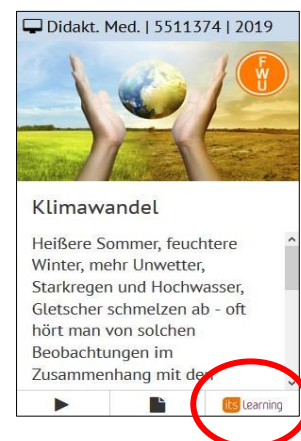 Didakt. Med. | 5511374 | 2019
FWU
Klimawandel
Heißere Sommer, feuchtere
Winter, mehr Unwetter,
Starkregen und Hochwasser,
Gletscher schmelzen ab - oft
hört man von solchen
Beobachtungen im
Zusammenhang mit den
its learning